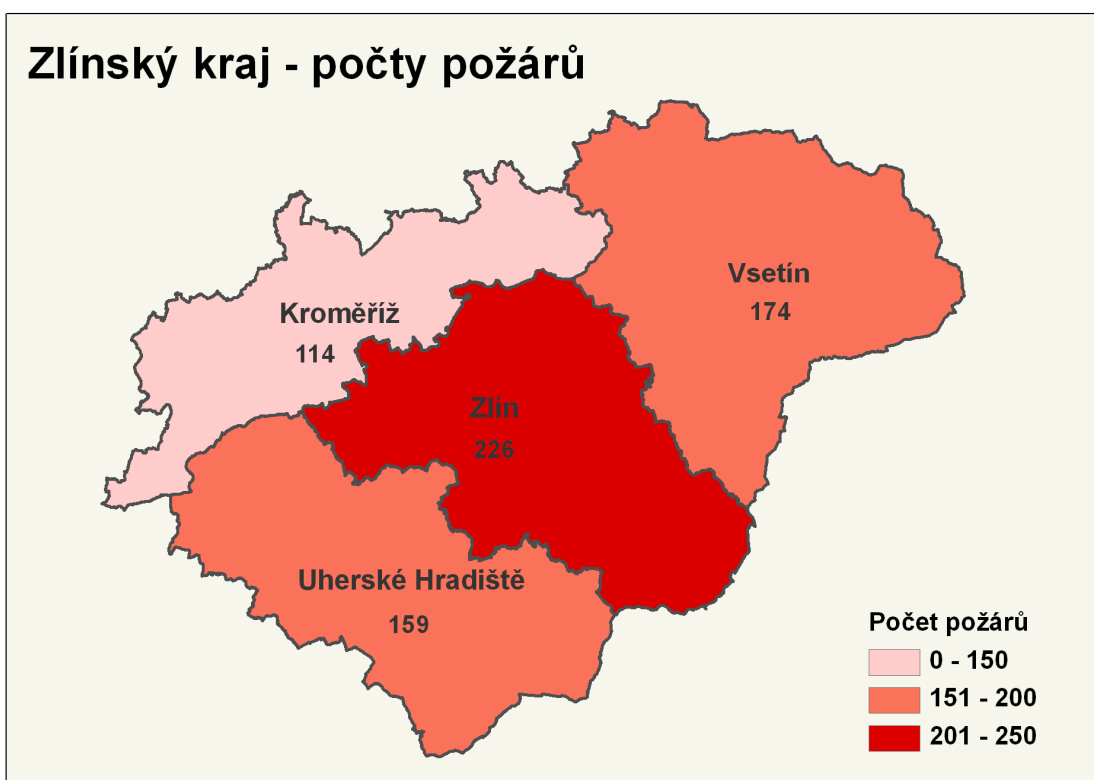 Zlínský kraj - počty požárů
Vsetín
174
Kroměříž
114
Zlín
226
Uherské Hradiště
159
Počet požárů
0 - 150
151 - 200
201 - 250